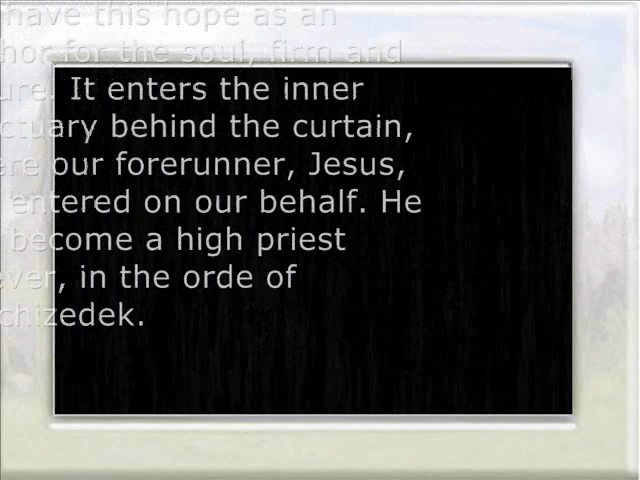 have this hope as an
hor for the soul, firm and
ure. It enters the inner
ctuary behind the curtain,
ere our forerunner, Jesus,
entered on our behalf. He
become a high priest
ever, in the orde of
chizedek.